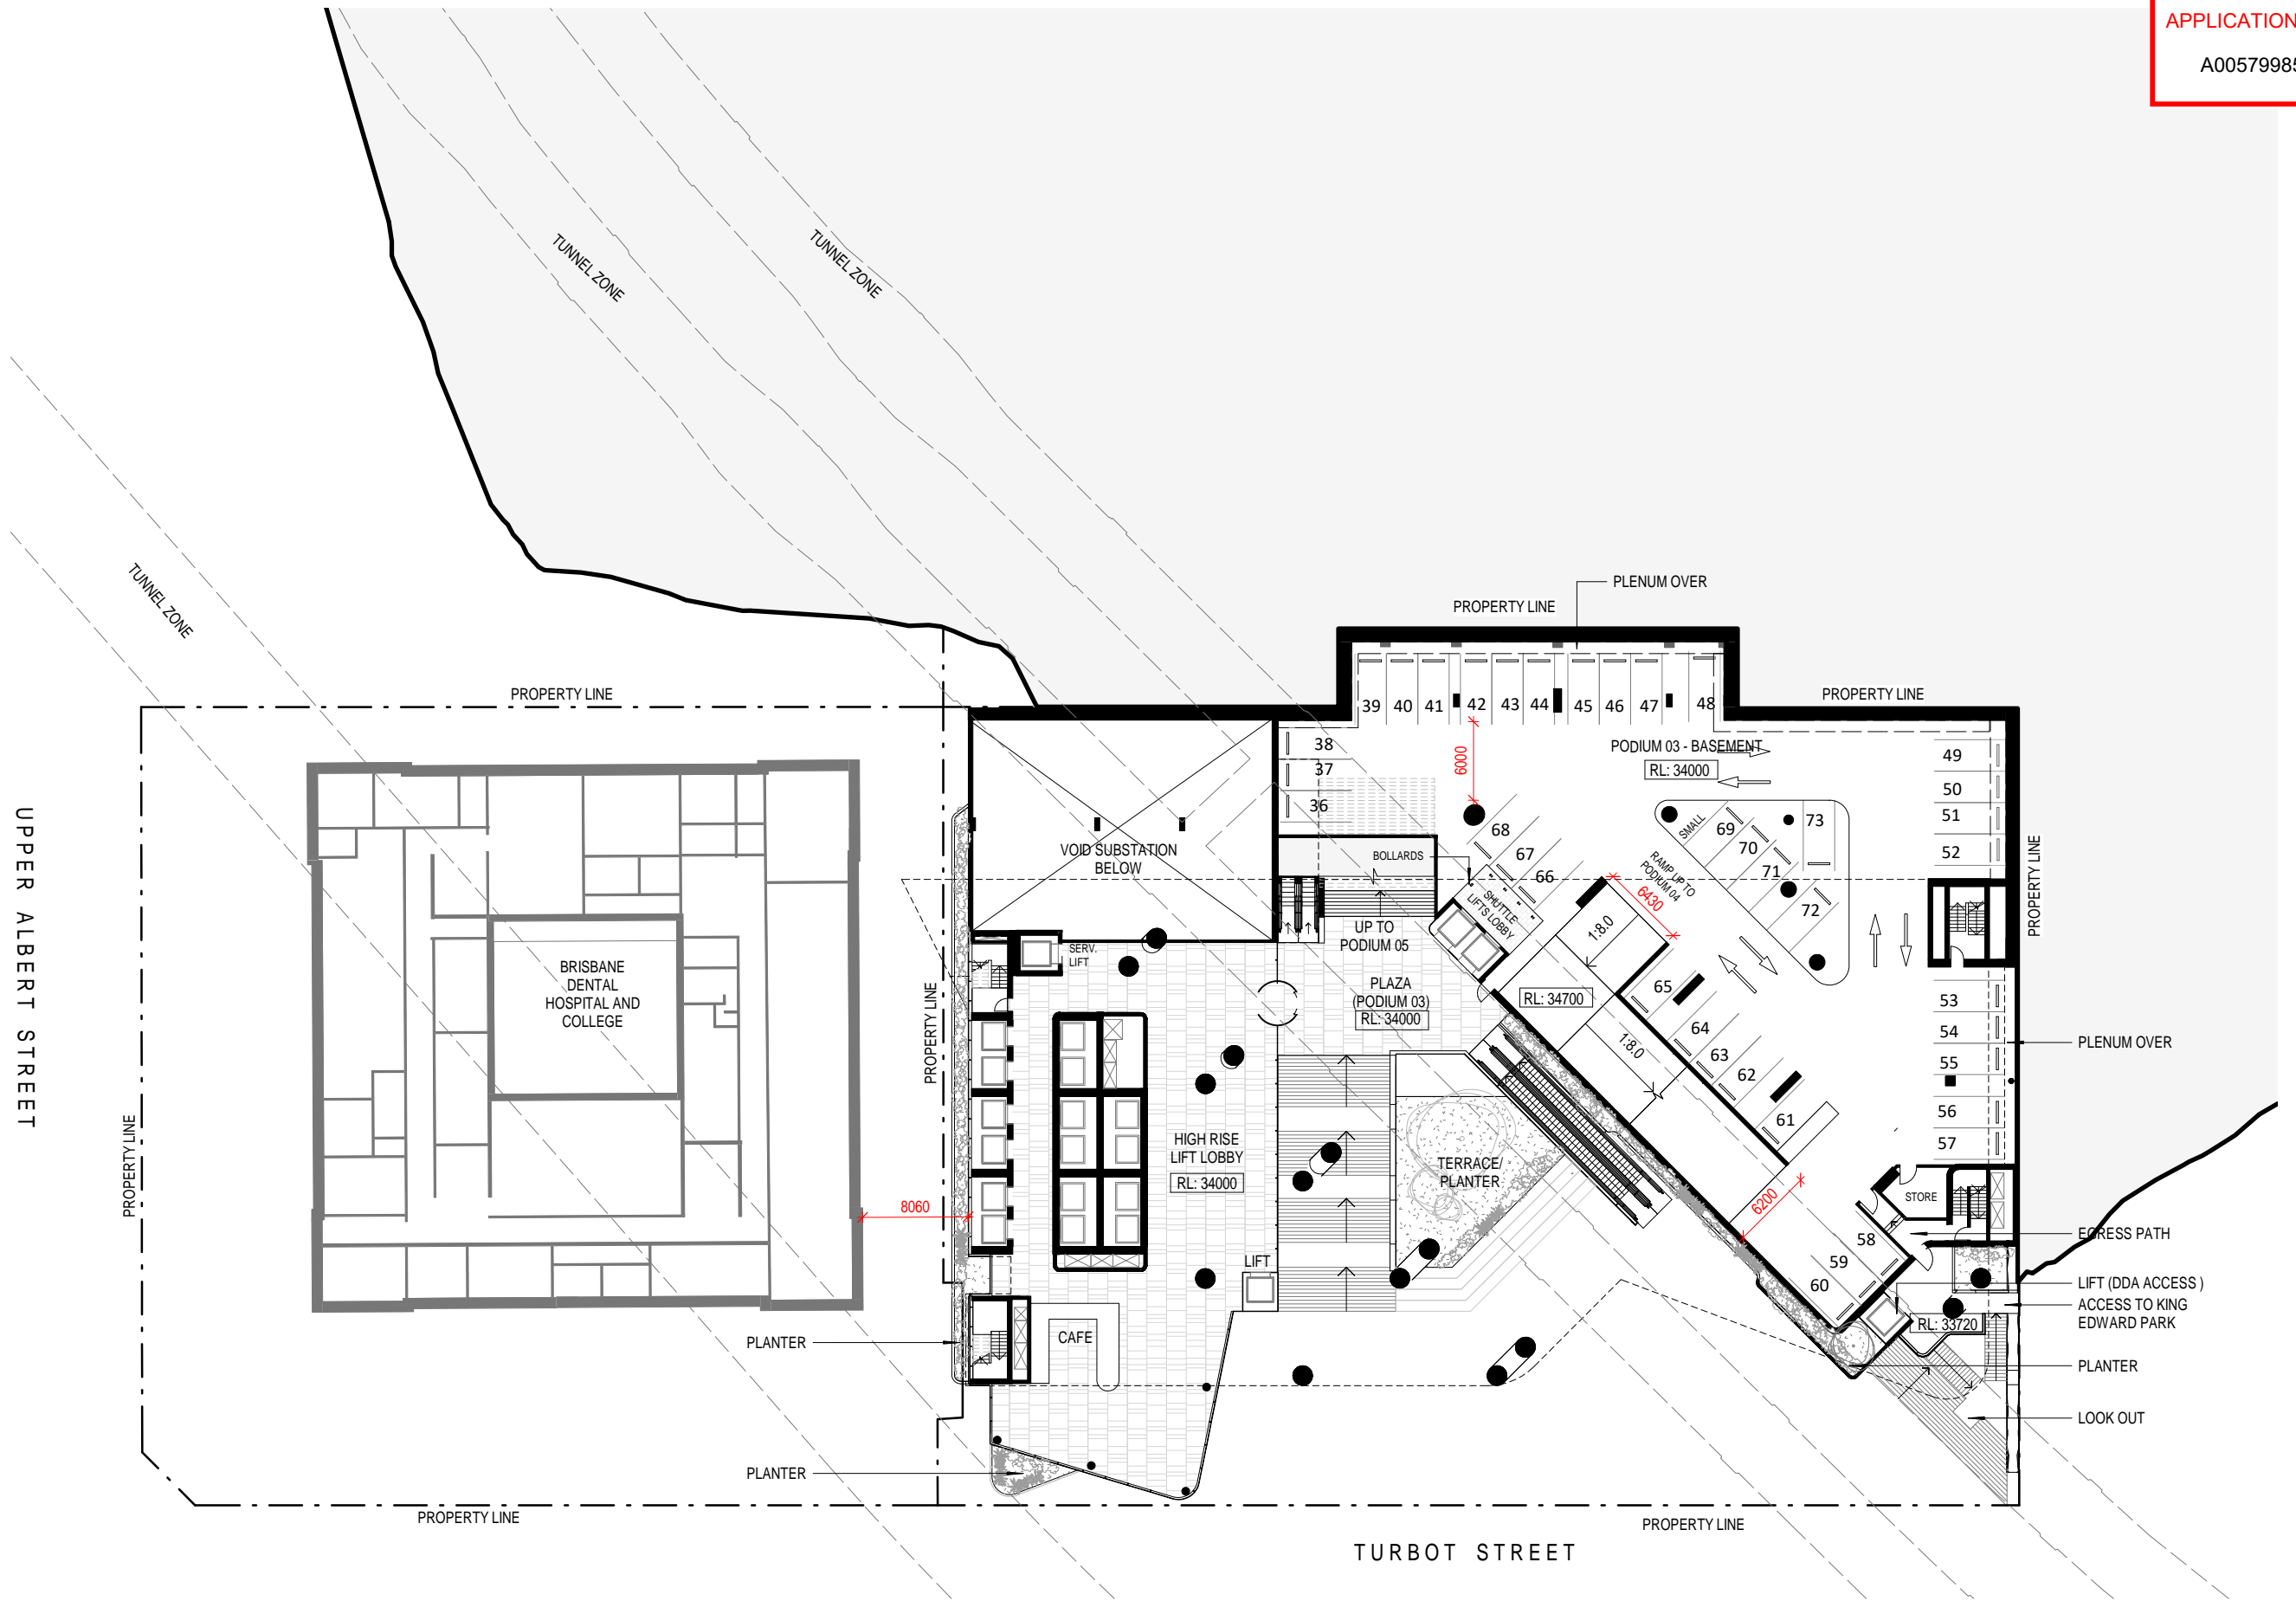 APPLICATION
A00579985
TUNNEL ZONE
TUNNEL ZONE
TUNNEL ZONE
PLENUM OVER
PROPERTY LINE
PROPERTY LINE
PROPERTY LINE
39 40 41 42 43 44 45 46 47 48
38
37
36
6000
PODIUM 03 - BASEMENT
RL: 34000
49
50
51
52
UPPER ALBERT STREET
VOID SUBSTATION
BELOW
BOLLARDS
68
67
66
SMALL
69
70
71
72
73
RAMP UP TO
PODIUM 04
PROPERTY LINE
SHUTTLE
LIFTS LOBBY
6430
1:8.0
UP TO
PODIUM 05
SERV.
LIFT
BRISBANE
DENTAL
HOSPITAL AND
COLLEGE
PROPERTY LINE
PLAZA
(PODIUM 03)
RL: 34000
RL: 34700
65
64
63
62
61
1:8.0
53
54
55
56
57
PLENUM OVER
PROPERTY LINE
HIGH RISE
LIFT LOBBY
RL: 34000
TERRACE/
PLANTER
8060
6200
STORE
58
59
60
EGRESS PATH
LIFT
LIFT (DDA ACCESS )
ACCESS TO KING
EDWARD PARK
RL: 33720
CAFE
PLANTER
PLANTER
LOOK OUT
PLANTER
PROPERTY LINE
PROPERTY LINE
TURBOT STREET